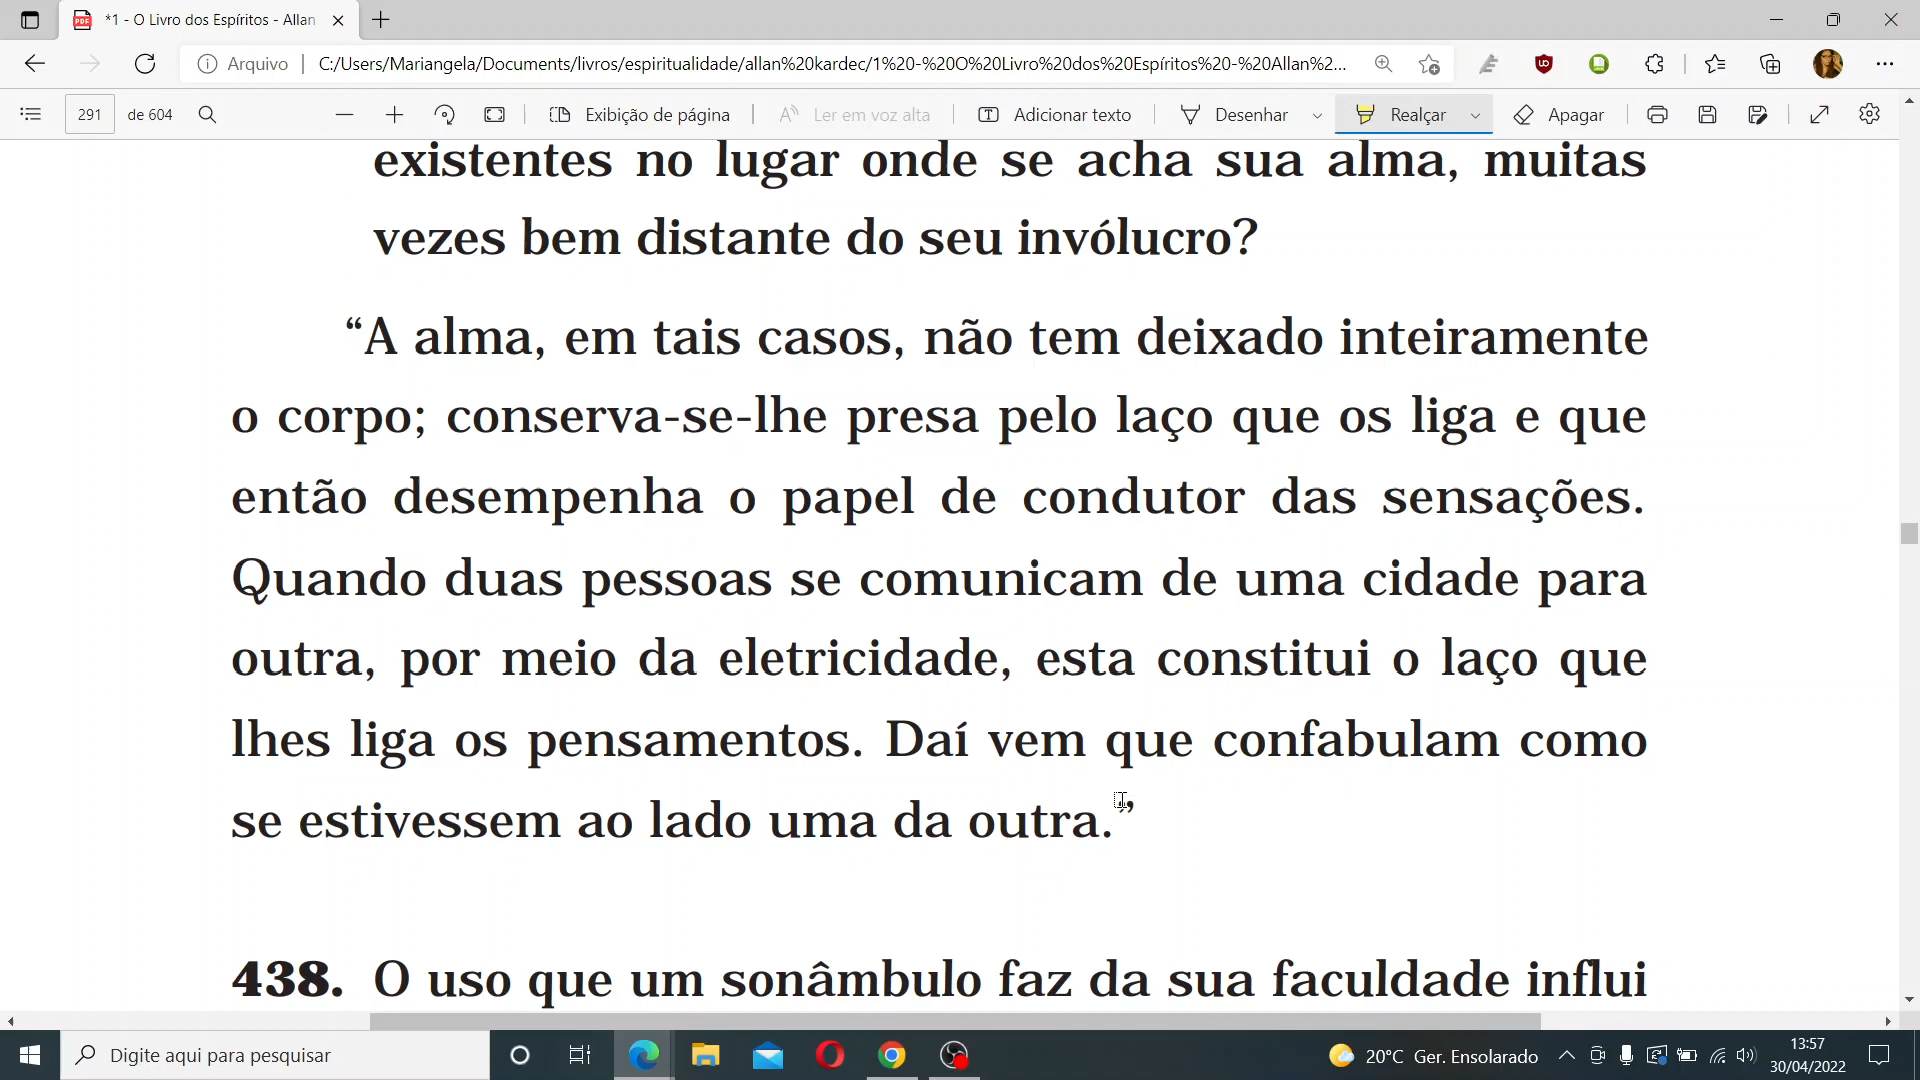 *1 - O Livro dos Espíritos - Allan
Arquivo
C:/Users/Mariangela/Documents/livros/espiritualidade/allan%20kardec/1%20-%20O%20Livro%20dos%20Espíritos%20-%20Allan%2...
291 de 604
Exibição de página
Ler em voz alta
Adicionar texto
Desenhar
Realçar
Apagar
existentes no lugar onde se acha sua alma, muitas
vezes bem distante do seu invólucro?
“A alma, em tais casos, não tem deixado inteiramente
o corpo; conserva-se-lhe presa pelo laço que os liga e que
então desempenha o papel de condutor das sensações.
Quando duas pessoas se comunicam de uma cidade para
outra, por meio da eletricidade, esta constitui o laço que
lhes liga os pensamentos. Daí vem que confabulam como
se estivessem ao lado uma da outra.”
438. O uso que um sonâmbulo faz da sua faculdade influi
Digite aqui para pesquisar
20°C Ger. Ensolarado
13:57
30/04/2022